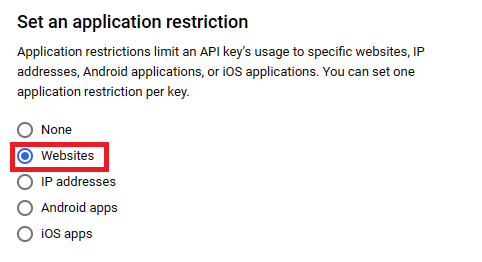 Set an application restriction
Application restrictions limit an API key’s usage to specific websites, IP
addresses, Android applications, or iOS applications. You can set one
application restriction per key.
None
Websites
IP addresses
Android apps
iOS apps